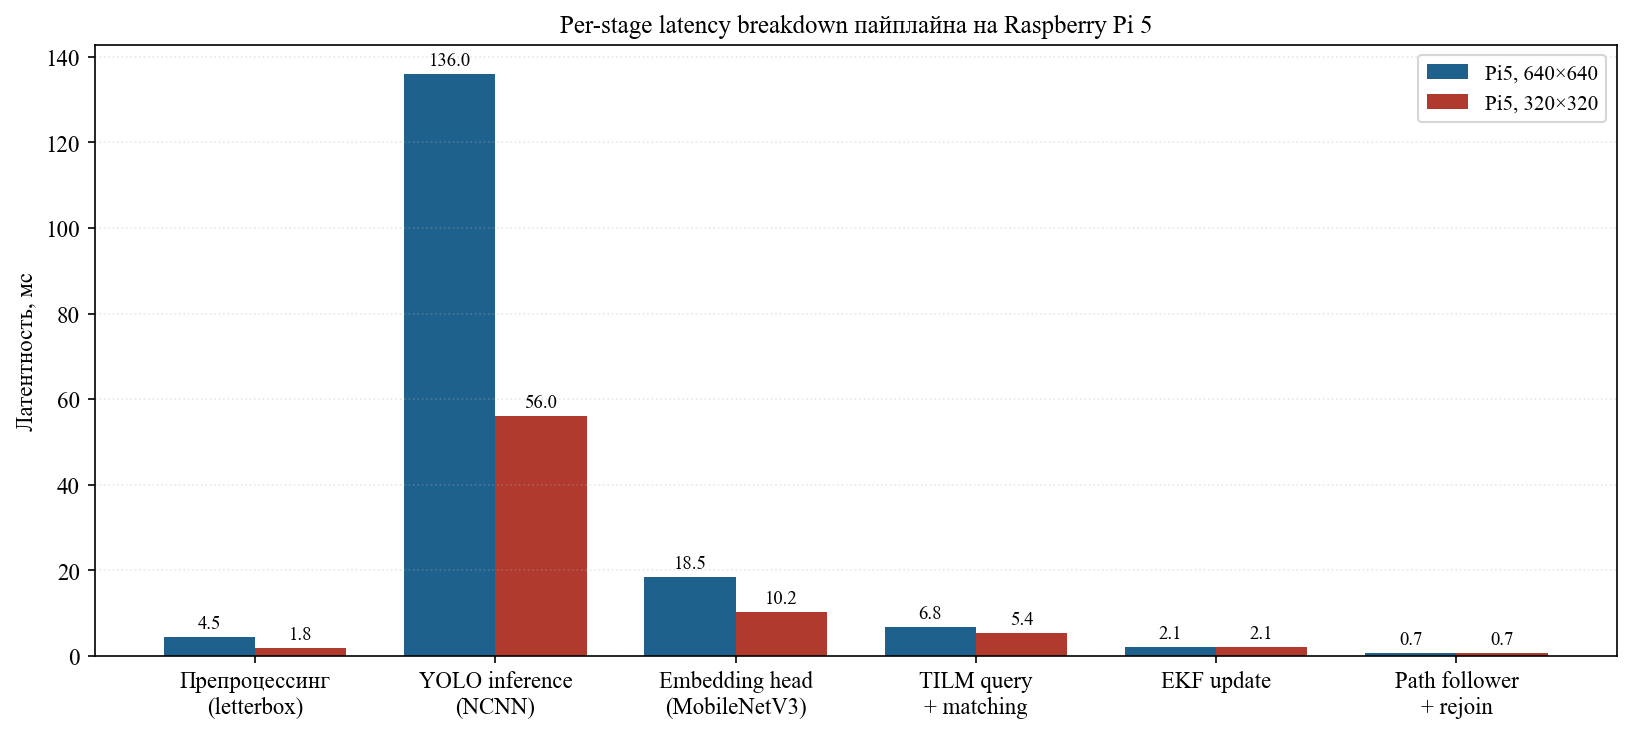 Per-stage latency breakdown пайплайна на Raspberry Pi 5
Pi5, 640×640
Pi5, 320×320
Латентность, мс
140
120
100
80
60
40
20
0
136.0
56.0
18.5
10.2
4.5
1.8
6.8
5.4
2.1
2.1
0.7
0.7
Препроцессинг
(letterbox)
YOLO inference
(NCNN)
Embedding head
(MobileNetV3)
TILM query
+ matching
EKF update
Path follower
+ rejoin